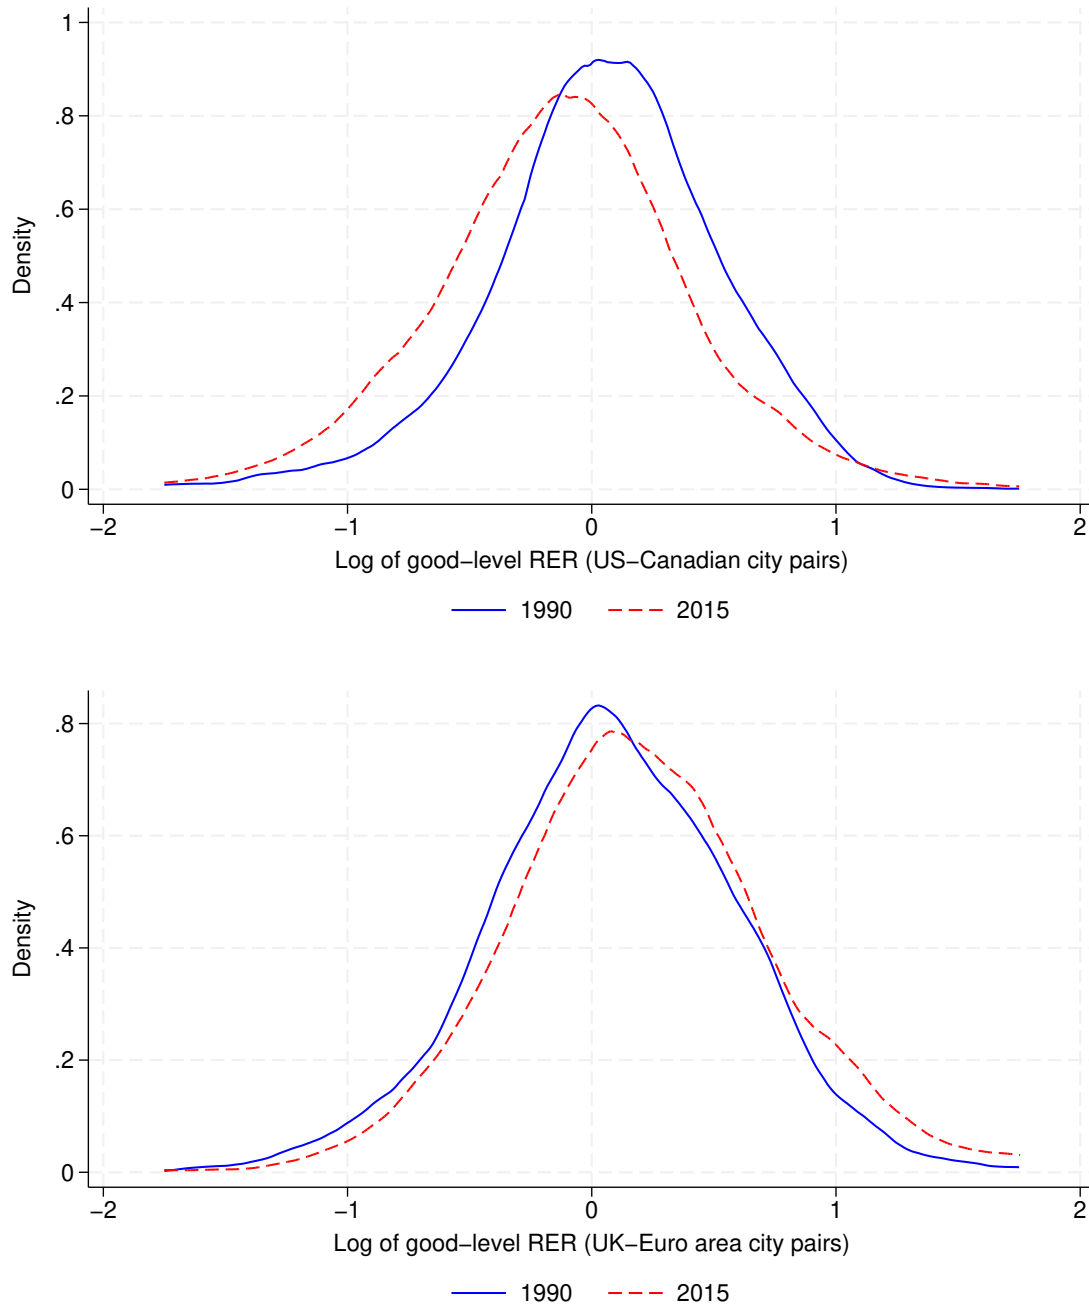 Density
1
.8
.6
.4
.2
0
−2 −1 0 1 2
Log of good−level RER (US−Canadian city pairs)
1990 2015
Density
.8
.6
.4
.2
0
−2 −1 0 1 2
Log of good−level RER (UK−Euro area city pairs)
1990 2015